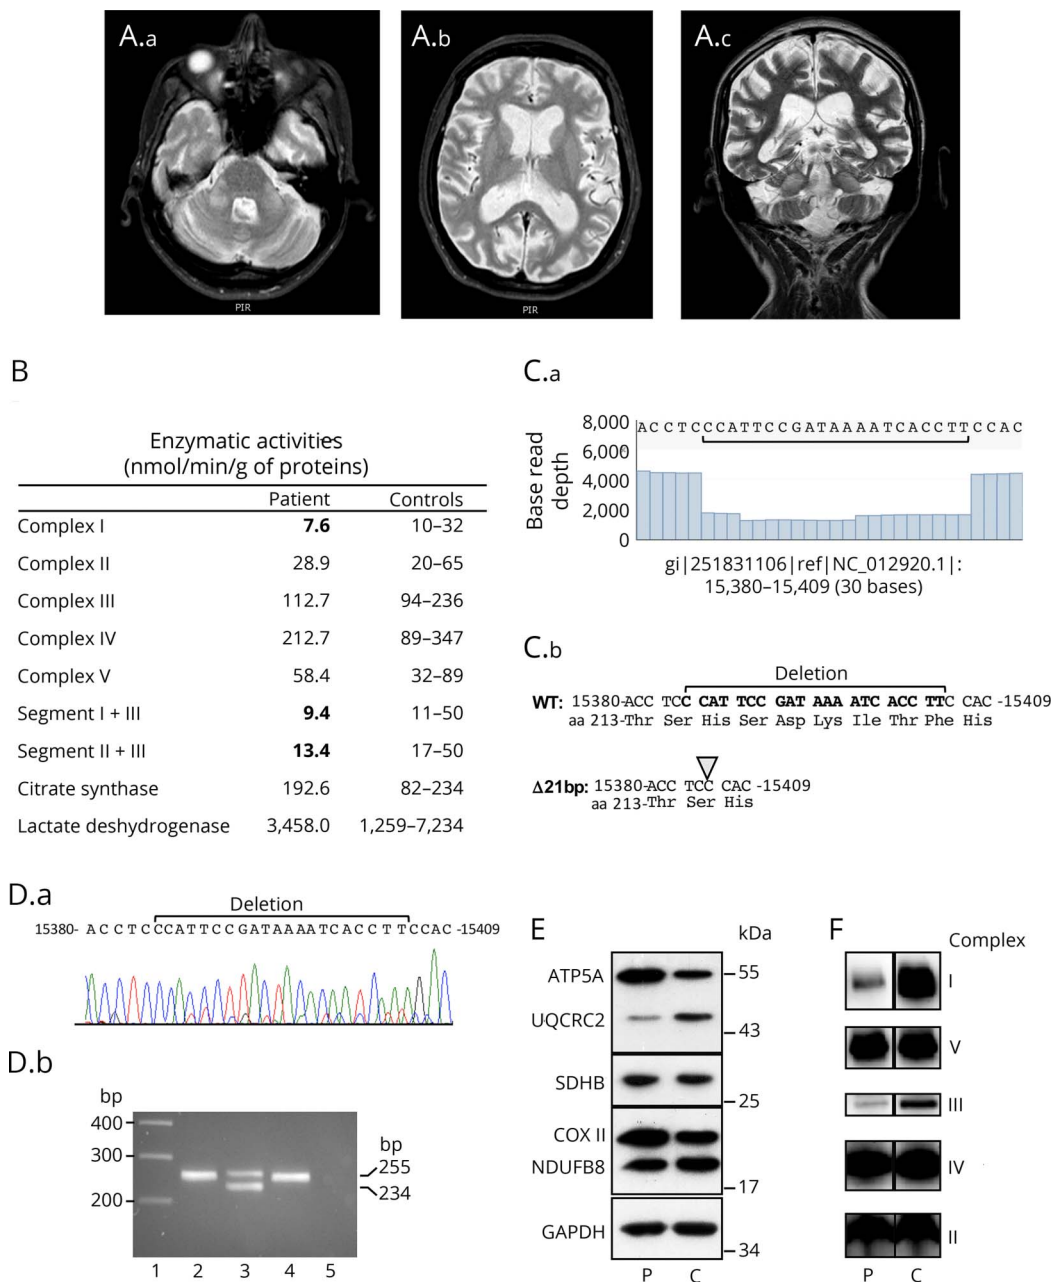 A.a
A.b
A.c
PIR
PIR
B
Enzymatic activities
(nmol/min/g of proteins)
Patient Controls
Complex I 7.6 10–32
Complex II 28.9 20–65
Complex III 112.7 94–236
Complex IV 212.7 89–347
Complex V 58.4 32–89
Segment I + III 9.4 11–50
Segment II + III 13.4 17–50
Citrate synthase 192.6 82–234
Lactate deshydrogenase 3,458.0 1,259–7,234
C.a
Base read
depth
8,000
6,000
4,000
2,000
0
ACCTCCCATTCCGATAAAATCACCTTCCAC
gi|251831106|ref|NC_012920.1|:
15,380–15,409 (30 bases)
C.b
Deletion
WT: 15380-ACC TCC CAT TCC GAT AAA ATC ACC TTC CAC -15409
aa 213-Thr Ser His Ser Asp Lys Ile Thr Phe His
Δ21bp: 15380-ACC TCC CAC -15409
aa 213-Thr Ser His
D.a
Deletion
15380- ACCTCCCATTCCGATAAAATCACCTTCCAC -15409
D.b
bp
400
300
200
bp
255
234
1 2 3 4 5
E
kDa
ATP5A
55
UQCRC2
43
SDHB
25
COX II
NDUFB8
17
GAPDH
34
P C
F
Complex
I
V
III
IV
II
P C